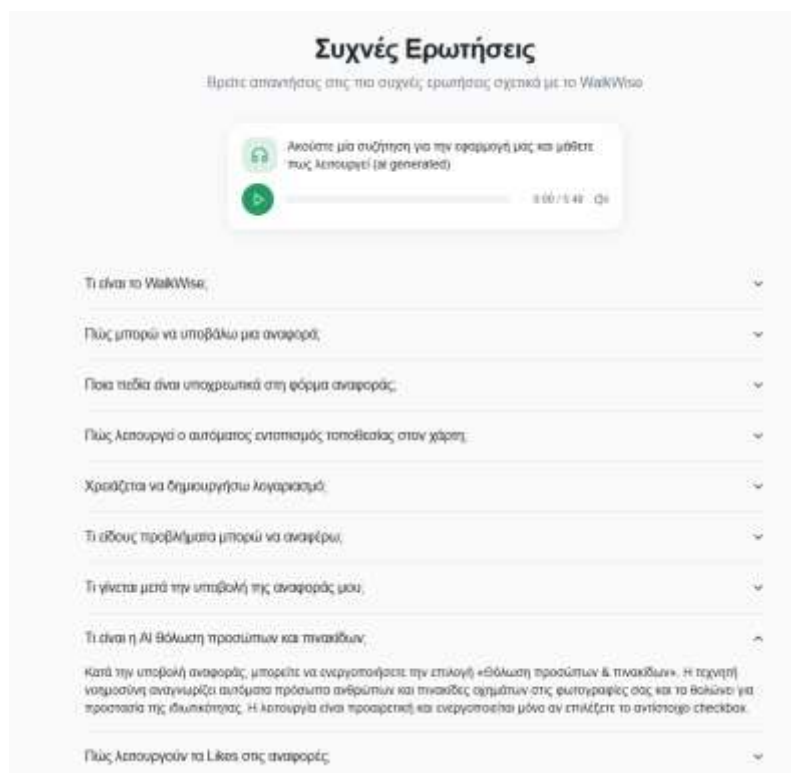 Συχνές Ερωτήσεις
Βρείτε απαντήσεις στις πιο συχνές ερωτήσεις σχετικά με το WalkWise
Ακούστε μία συζήτηση για την εφαρμογή μας και μάθετε
πως λειτουργεί (ai generated)
0:00 / 5:49
Τι είναι το WalkWise;
Πώς μπορώ να υποβάλω μια αναφορά;
Ποια πεδία είναι υποχρεωτικά στη φόρμα αναφοράς;
Πώς λειτουργεί ο αυτόματος εντοπισμός τοποθεσίας στον χάρτη;
Χρειάζεται να δημιουργήσω λογαριασμό;
Τι είδους προβλήματα μπορώ να αναφέρω;
Τι γίνεται μετά την υποβολή της αναφοράς μου;
Τι είναι η AI θόλωση προσώπων και πινακίδων;
Κατά την υποβολή αναφοράς, μπορείτε να ενεργοποιήσετε την επιλογή «Θόλωση προσώπων & πινακίδων». Η τεχνητή
νοημοσύνη αναγνωρίζει αυτόματα πρόσωπα ανθρώπων και πινακίδες οχημάτων στις φωτογραφίες σας και τα θολώνει για
προστασία της ιδιωτικότητας. Η λειτουργία είναι προαιρετική και ενεργοποιείται μόνο αν επιλέξετε το αντίστοιχο checkbox.
Πώς λειτουργούν τα Likes στις αναφορές;